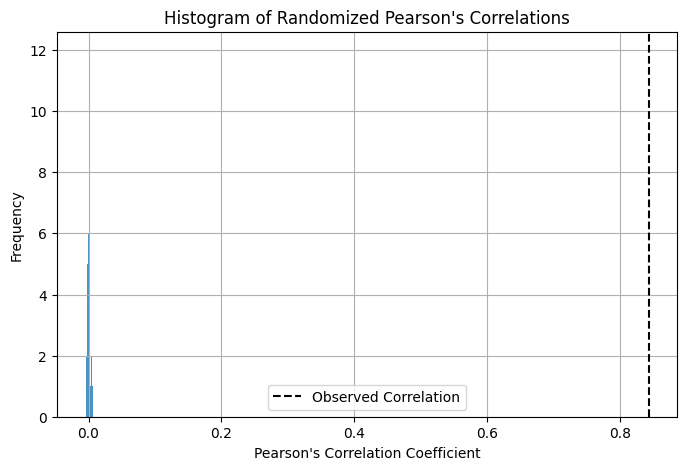 Histogram of Randomized Pearson's Correlations
12
10
8
6
4
2
0
Frequency
Observed Correlation
0.0 0.2 0.4 0.6 0.8
Pearson's Correlation Coefficient